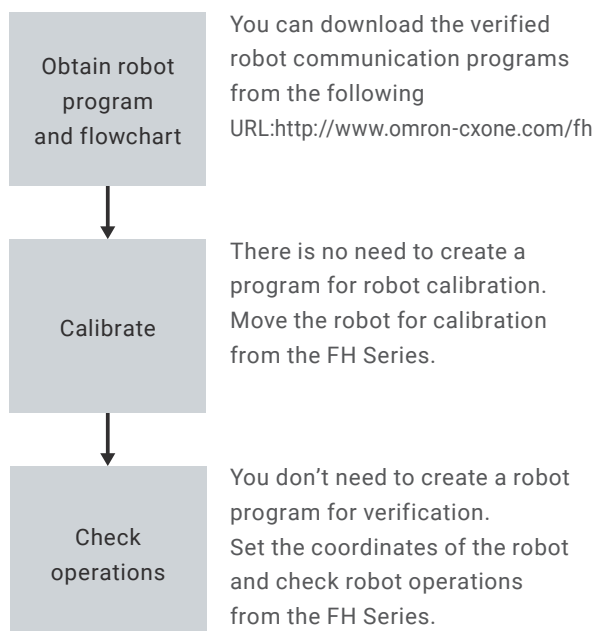 Obtain robot
program
and flowchart
You can download the verified
robot communication programs
from the following
URL:http://www.omron-cxone.com/fh
Calibrate
There is no need to create a
program for robot calibration.
Move the robot for calibration
from the FH Series.
Check
operations
You don’t need to create a robot
program for verification.
Set the coordinates of the robot
and check robot operations
from the FH Series.